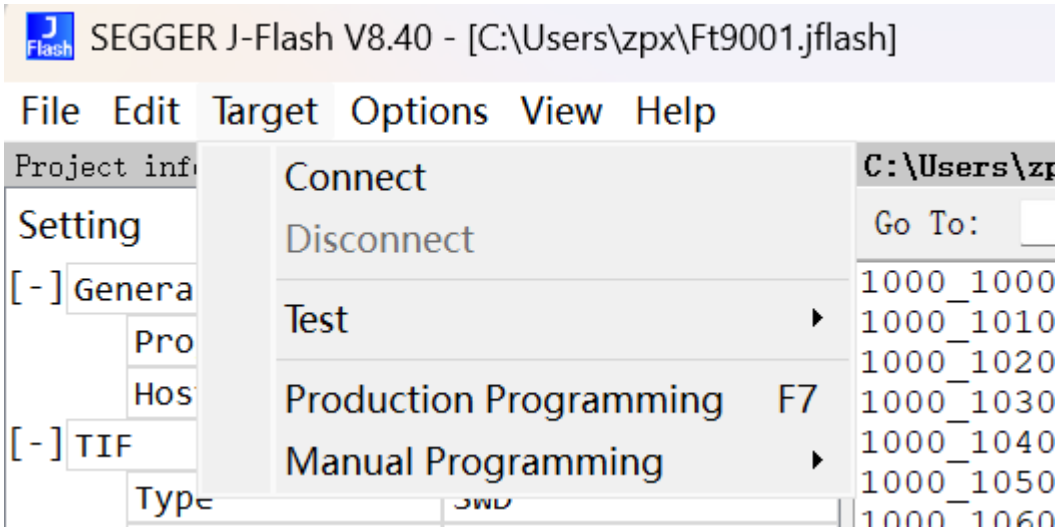 J Flash SEGGER J-Flash V8.40 - [C:\Users\zpx\Ft9001.jflash]
File Edit Target Options View Help
Project inf
C:\Users\z
Connect
Disconnect
Test
Production Programming F7
Manual Programming
Setting
[-] Genera
Pro
Hos
[-] TIF
Type SWD
Go To:
1000_1000
1000_1010
1000_1020
1000_1030
1000_1040
1000_1050
1000_1060